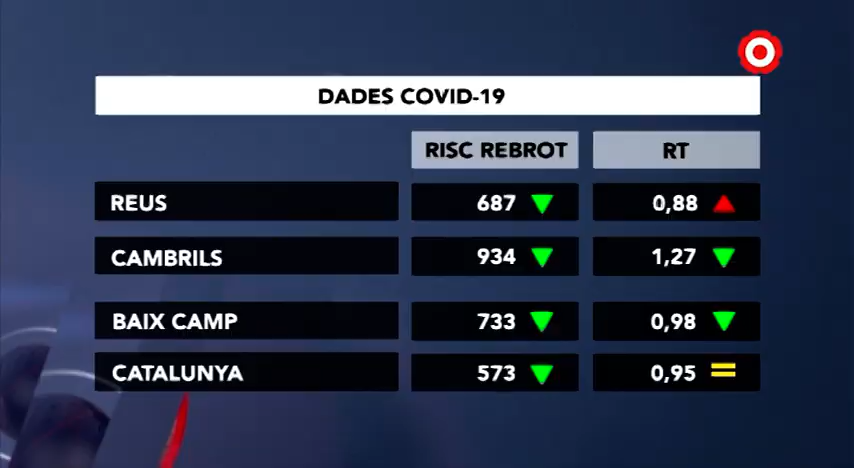 DADES COVID-19
RISC REBROT RT
REUS 687 0,88
CAMBRILS 934 1,27
BAIX CAMP 733 0,98
CATALUNYA 573 0,95